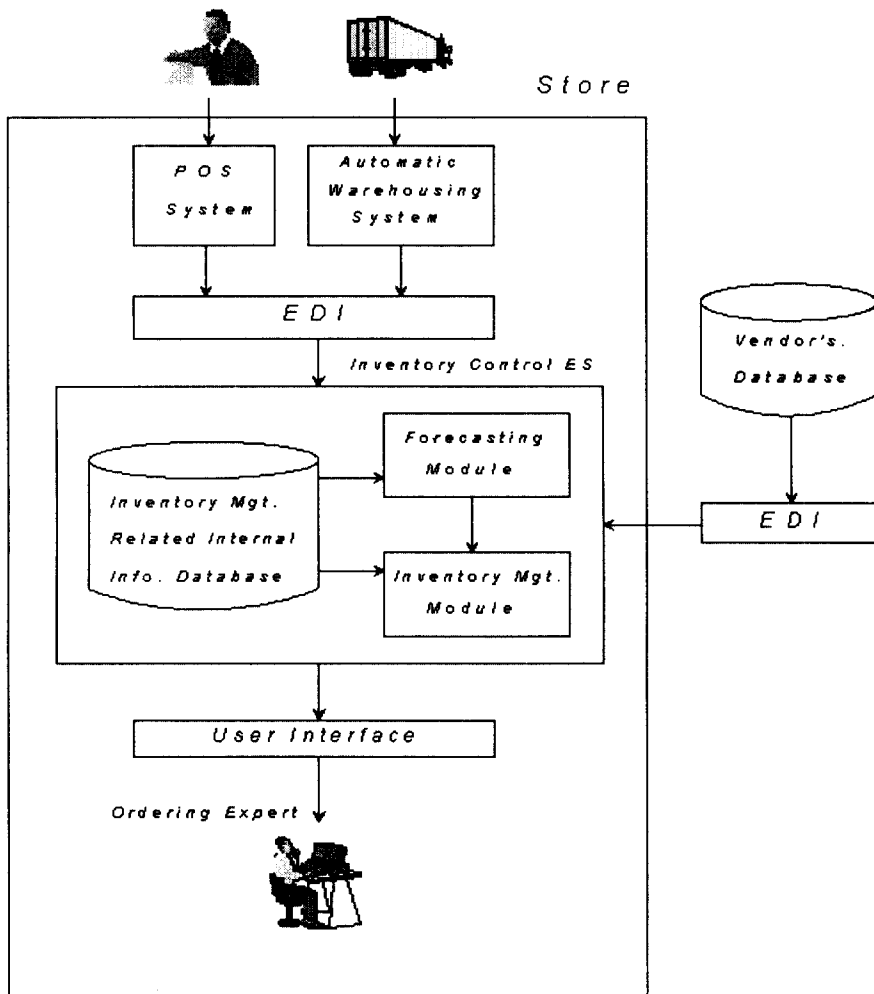 Store
POS
System
Automatic
Warehousing
System
EDI
Inventory Control ES
Vendor's.
Database
Forecasting
Module
Inventory Mgt.
Related Internal
Info. Database
Inventory Mgt.
Module
EDI
User Interface
Ordering Expert